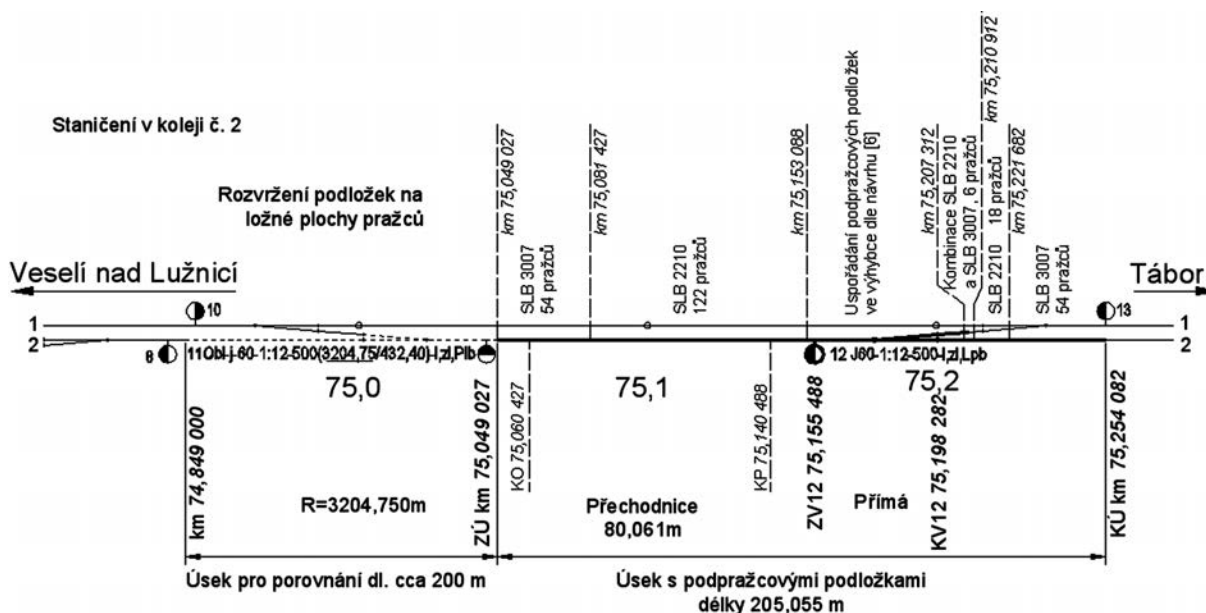 Staničení v koleji č. 2
Rozvržení podložek na
ložné plochy pražců
km 75,049 027
km 75,081 427
km 75,153 088
Uspořádání podpražcových podložek
ve výhybce dle návrhu [6]
km 75,207 312
Kombinace SLB 2210
a SLB 3007, 6 pražců
km 75,210 912
SLB 2210
18 pražců
km 75,221 682
SLB 3007
54 pražců
SLB 2210
122 pražců
SLB 3007
54 pražců
Veselí nad Lužnicí
Tábor
10
13
1
1
2
2
8
11Obl-j-60-1:12-500(3204,75/432,40)-l,zl,Plb
12 J60-1:12-500-l,zl,Lpb
75,0
75,1
75,2
km 74,849 000
ZÚ km 75,049 027
KO 75,060 427
KP 75,140 488
ZV12 75,155 488
KV12 75,198 282
KÚ km 75,254 082
R=3204,750m
Přechodnice
80,061m
Přímá
Úsek pro porovnání dl. cca 200 m
Úsek s podpražcovými podložkami
délky 205,055 m